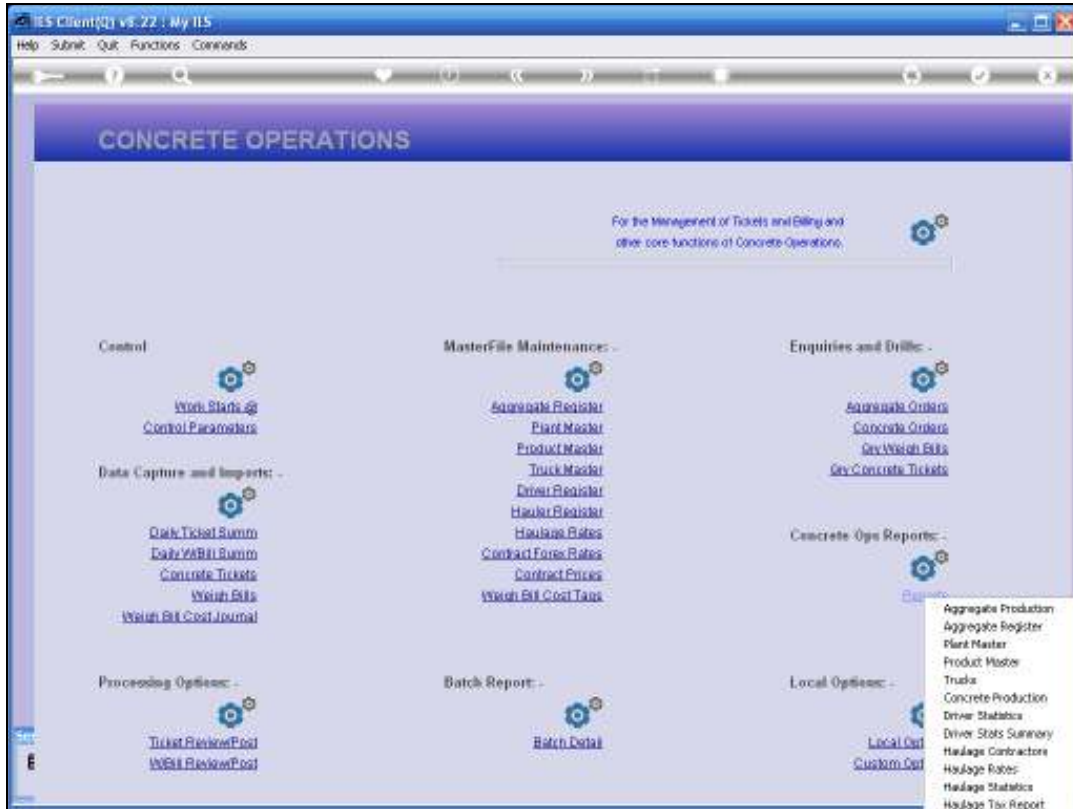 IES Client(Q) v8.22 : My IES
Help Submit Quit Functions Commands
CONCRETE OPERATIONS
For the Management of Tickets and Billing and
other core functions of Concrete Operations.
Control
Work Starts @
Control Parameters
Data Capture and Imports: -
Daily Ticket Summ
Daily W/Bill Summ
Concrete Tickets
Weigh Bills
Weigh Bill Cost Journal
Processing Options: -
Ticket Review/Post
W/Bill Review/Post
MasterFile Maintenance: -
Aggregate Register
Plant Master
Product Master
Truck Master
Driver Register
Hauler Register
Haulage Rates
Contract Forex Rates
Contract Prices
Weigh Bill Cost Tags
Batch Report: -
Batch Detail
Enquiries and Drills: -
Aggregate Orders
Concrete Orders
Qry Weigh Bills
Qry Concrete Tickets
Concrete Ops Reports: -
Reports
Local Options: -
Local Opt
Custom Opt
Aggregate Production
Aggregate Register
Plant Master
Product Master
Trucks
Concrete Production
Driver Statistics
Driver Stats Summary
Haulage Contractors
Haulage Rates
Haulage Statistics
Haulage Tax Report